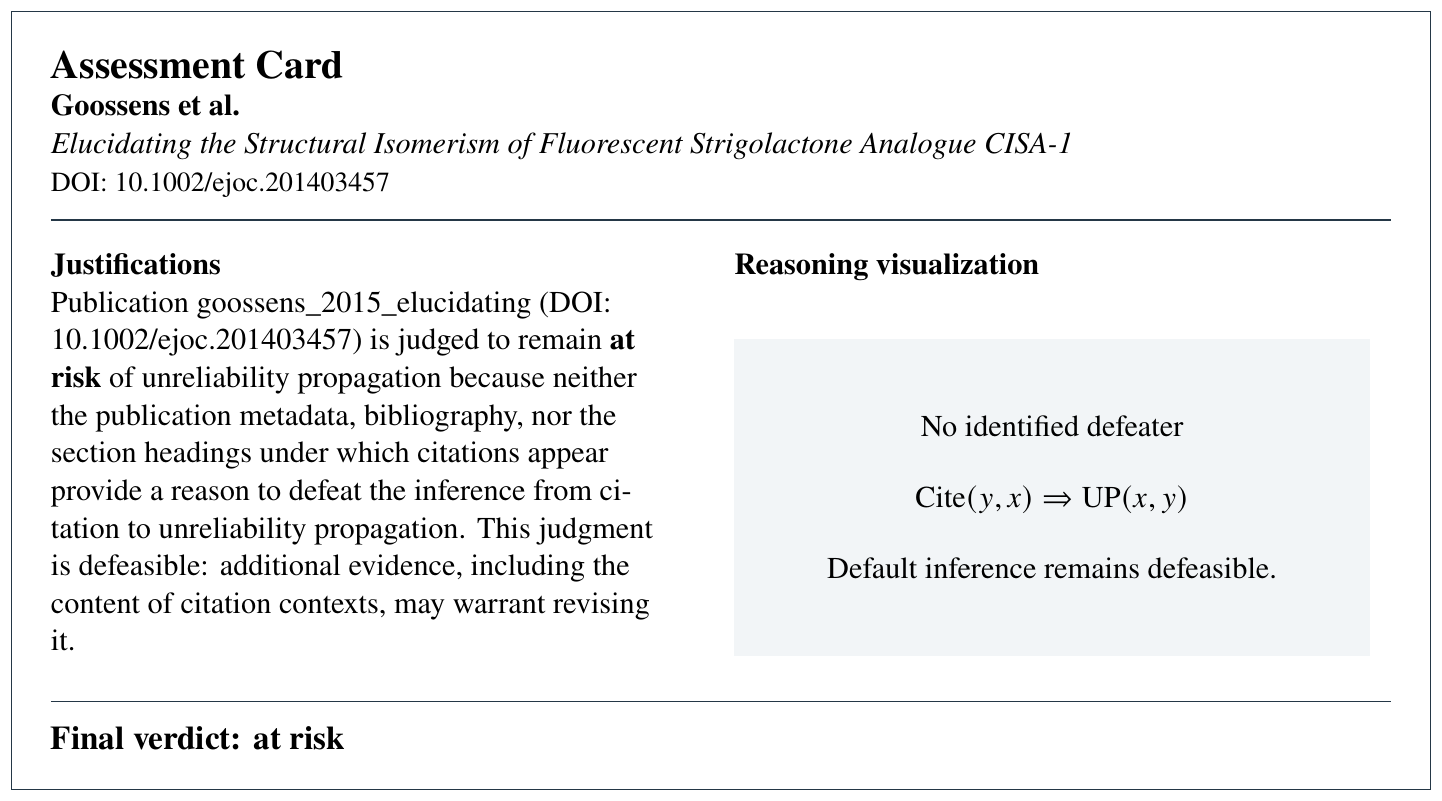 Assessment Card
Goossens et al.
Elucidating the Structural Isomerism of Fluorescent Strigolactone Analogue CISA-1
DOI: 10.1002/ejoc.201403457
Justifications
Publication goossens_2015_elucidating (DOI:
10.1002/ejoc.201403457) is judged to remain at
risk of unreliability propagation because neither
the publication metadata, bibliography, nor the
section headings under which citations appear
provide a reason to defeat the inference from ci-
tation to unreliability propagation. This judgment
is defeasible: additional evidence, including the
content of citation contexts, may warrant revising
it.
Reasoning visualization
No identified defeater
Cite(y, x) ⟹ UP(x, y)
Default inference remains defeasible.
Final verdict: at risk